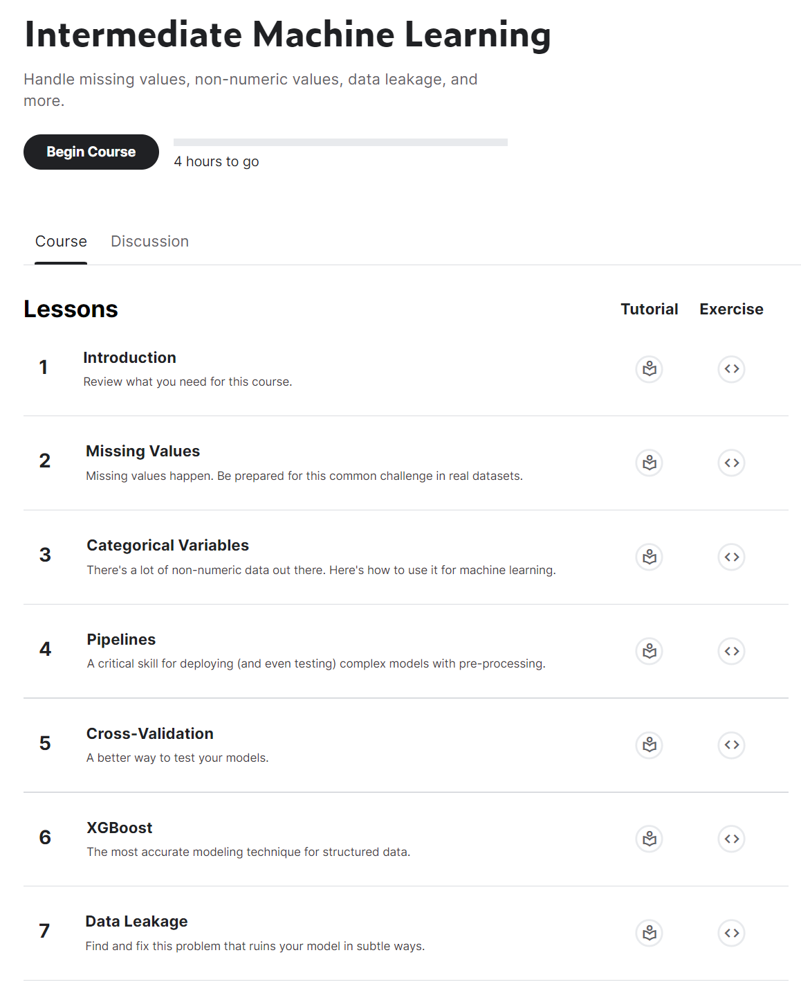 Intermediate Machine Learning
Handle missing values, non-numeric values, data leakage, and
more.
Begin Course
4 hours to go
Course Discussion
Lessons Tutorial Exercise
1 Introduction
Review what you need for this course.
2 Missing Values
Missing values happen. Be prepared for this common challenge in real datasets.
3 Categorical Variables
There's a lot of non-numeric data out there. Here's how to use it for machine learning.
4 Pipelines
A critical skill for deploying (and even testing) complex models with pre-processing.
5 Cross-Validation
A better way to test your models.
6 XGBoost
The most accurate modeling technique for structured data.
7 Data Leakage
Find and fix this problem that ruins your model in subtle ways.